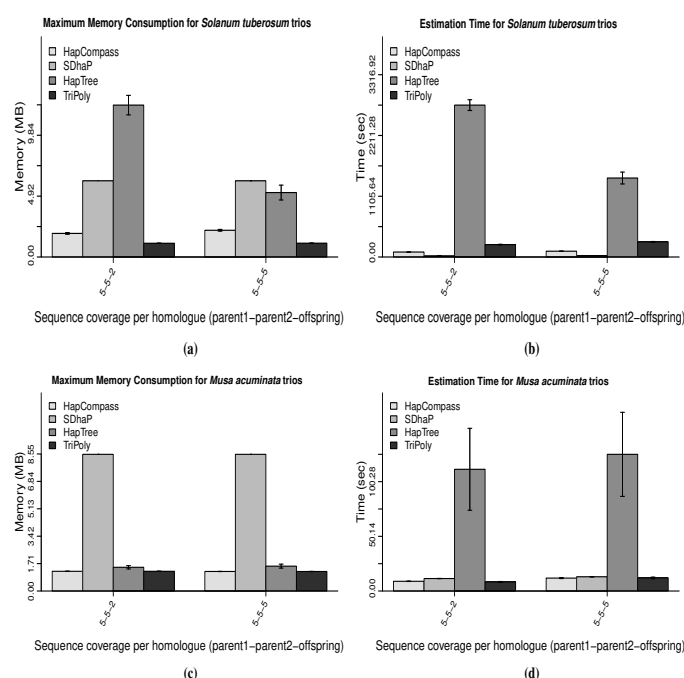 Maximum Memory Consumption for Solanum tuberosum trios
HapCompass
SDhaP
HapTree
TriPoly
Memory (MB)
0.00
4.92
9.84
5−5−2
5−5−5
Sequence coverage per homologue (parent1−parent2−offspring)
(a)
Estimation Time for Solanum tuberosum trios
HapCompass
SDhaP
HapTree
TriPoly
Time (sec)
0.00
1105.64
2211.28
3316.92
5−5−2
5−5−5
Sequence coverage per homologue (parent1−parent2−offspring)
(b)
Maximum Memory Consumption for Musa acuminata trios
HapCompass
SDhaP
HapTree
TriPoly
Memory (MB)
0.00
1.71
3.42
5.13
6.84
8.55
5−5−2
5−5−5
Sequence coverage per homologue (parent1−parent2−offspring)
(c)
Estimation Time for Musa acuminata trios
HapCompass
SDhaP
HapTree
TriPoly
Time (sec)
0.00
50.14
100.28
5−5−2
5−5−5
Sequence coverage per homologue (parent1−parent2−offspring)
(d)